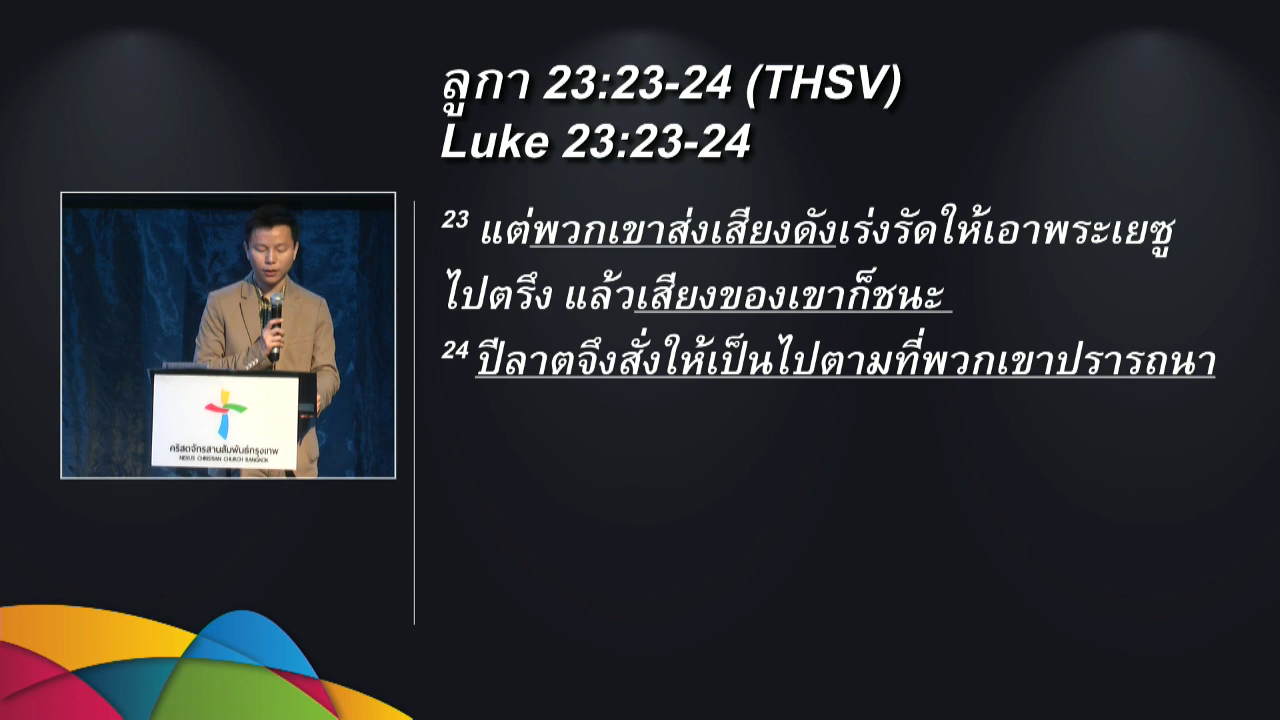 ลูกา 23:23-24 (THSV)
Luke 23:23-24
23 แต่พวกเขาส่งเสียงดังเร่งรัดให้เอาพระเยซู
ไปตรึง แล้วเสียงของเขาก็ชนะ
24 ปีลาตจึงสั่งให้เป็นไปตามที่พวกเขาปรารถนา
คริสตจักรสานสัมพันธ์กรุงเทพ
NEXUS CHRISTIAN CHURCH BANGKOK